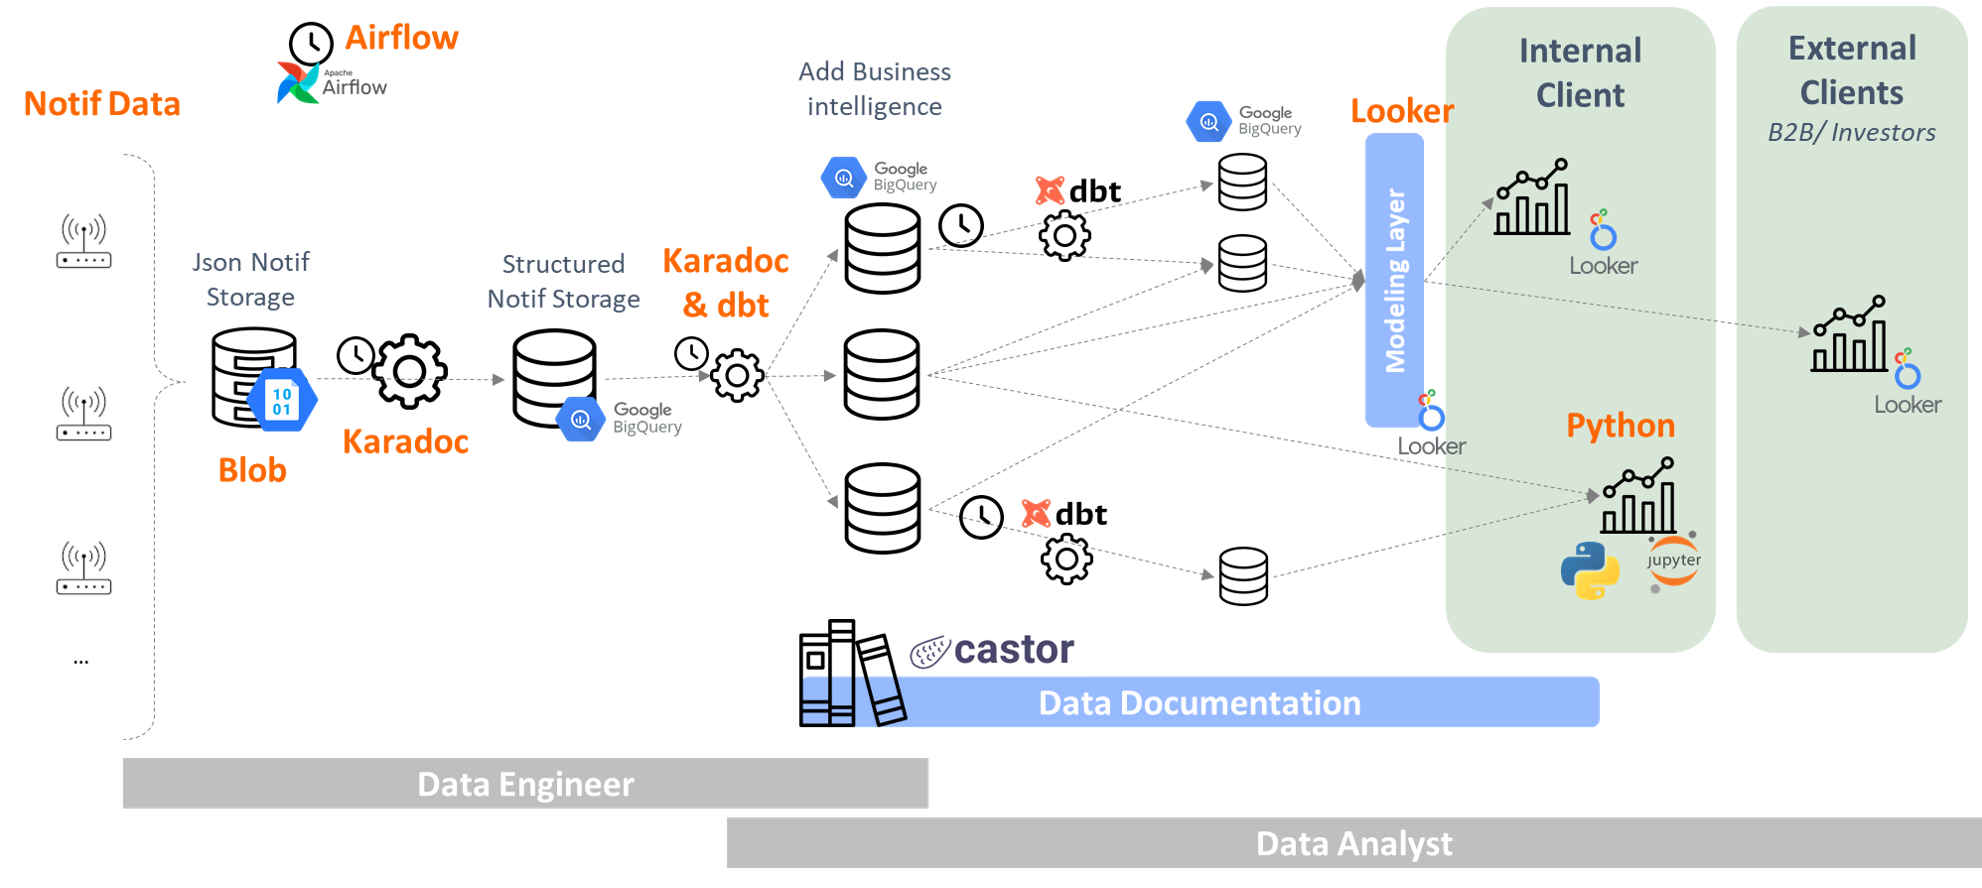 Airflow
Apache
Airflow
Notif Data
...
Json Notif
Storage
10
01
Blob
Karadoc
Structured
Notif Storage
Google
BigQuery
Karadoc
& dbt
Add Business
intelligence
Google
BigQuery
dbt
Google
BigQuery
dbt
Looker
Modeling Layer
Looker
Internal
Client
Looker
Python
jupyter
External
Clients
B2B/ Investors
Looker
castor
Data Documentation
Data Engineer
Data Analyst